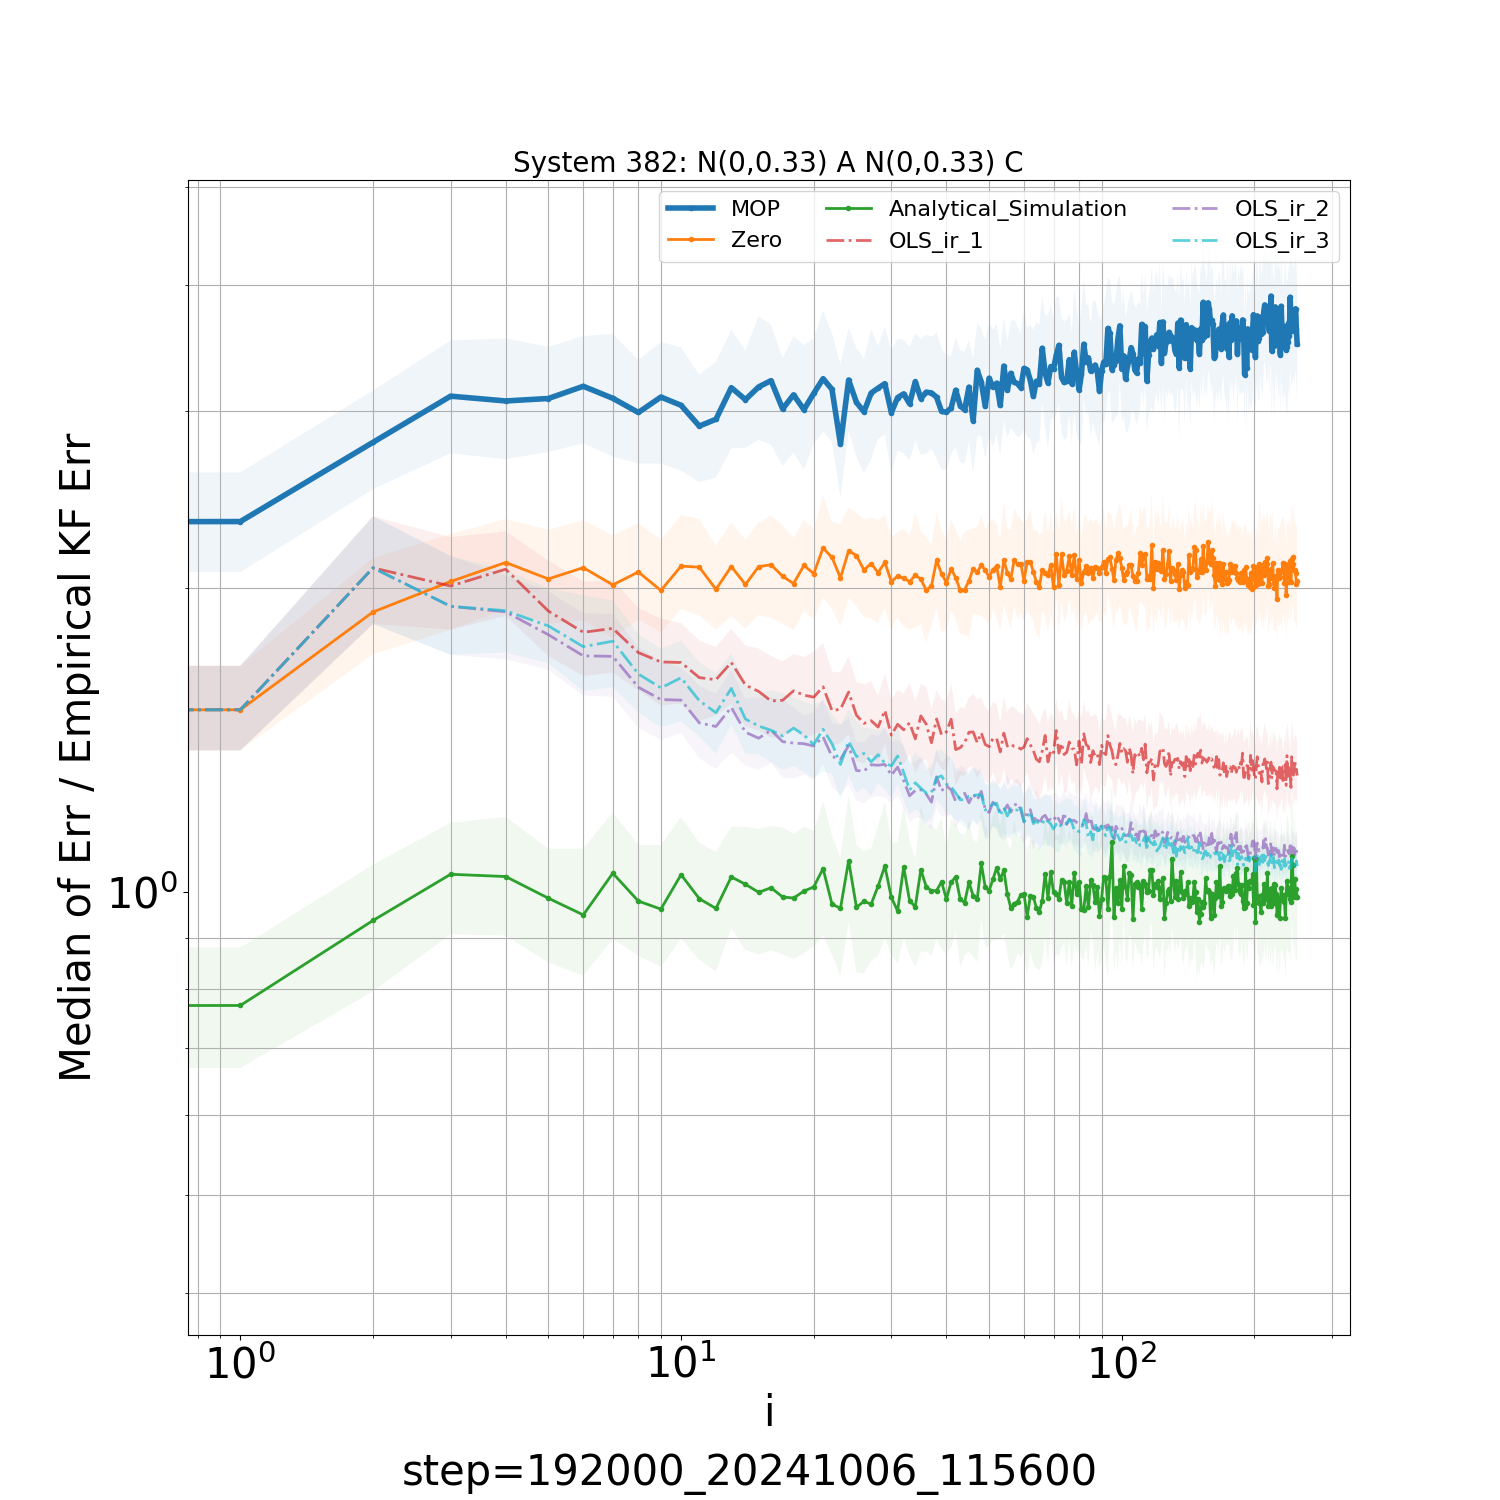 System 382: N(0,0.33) A N(0,0.33) C
MOP
Zero
Analytical_Simulation
OLS_ir_1
OLS_ir_2
OLS_ir_3
Median of Err / Empirical KF Err
10⁰
10⁰
10¹
10²
i
step=192000_20241006_115600